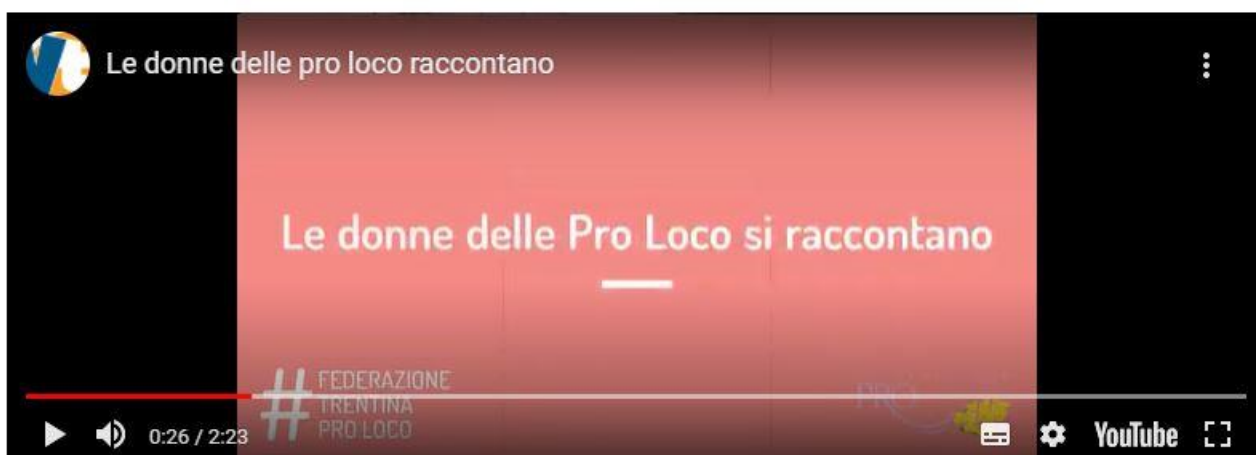 Le donne delle pro loco raccontano
Le donne delle Pro Loco si raccontano
# FEDERAZIONE
TRENTINA
PRO LOCO
PRO
0:26 / 2:23
YouTube